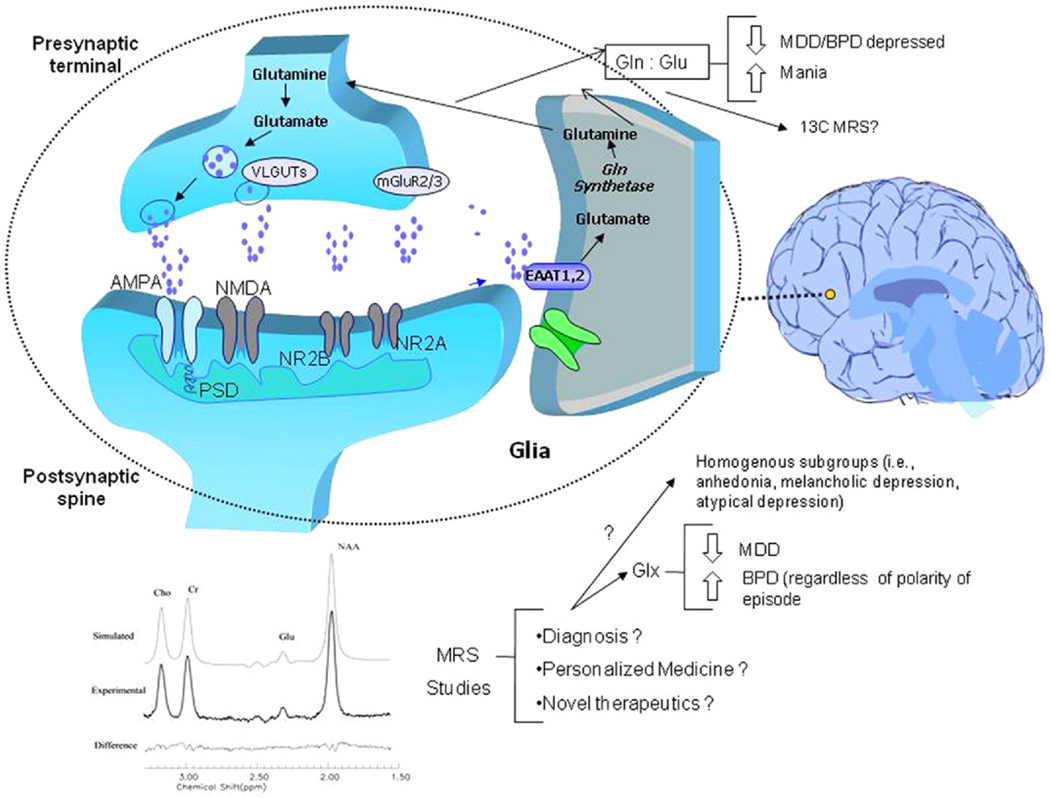 Presynaptic
terminal
Glutamine
Glutamate
VLGUTs
mGluR2/3
Gln : Glu
MDD/BPD depressed
Mania
13C MRS?
Glutamine
Gln
Synthetase
Glutamate
EAAT1,2
AMPA
NMDA
NR2B
NR2A
PSD
Glia
Postsynaptic
spine
Homogenous subgroups (i.e.,
anhedonia, melancholic depression,
atypical depression)
?
Glx
MDD
BPD (regardless of polarity of
episode
MRS
Studies
•Diagnosis ?
•Personalized Medicine ?
•Novel therapeutics ?
NAA
Cho
Cr
Glu
Simulated
Experimental
Difference
3.00
2.50
2.00
1.50
Chemical Shift(ppm)